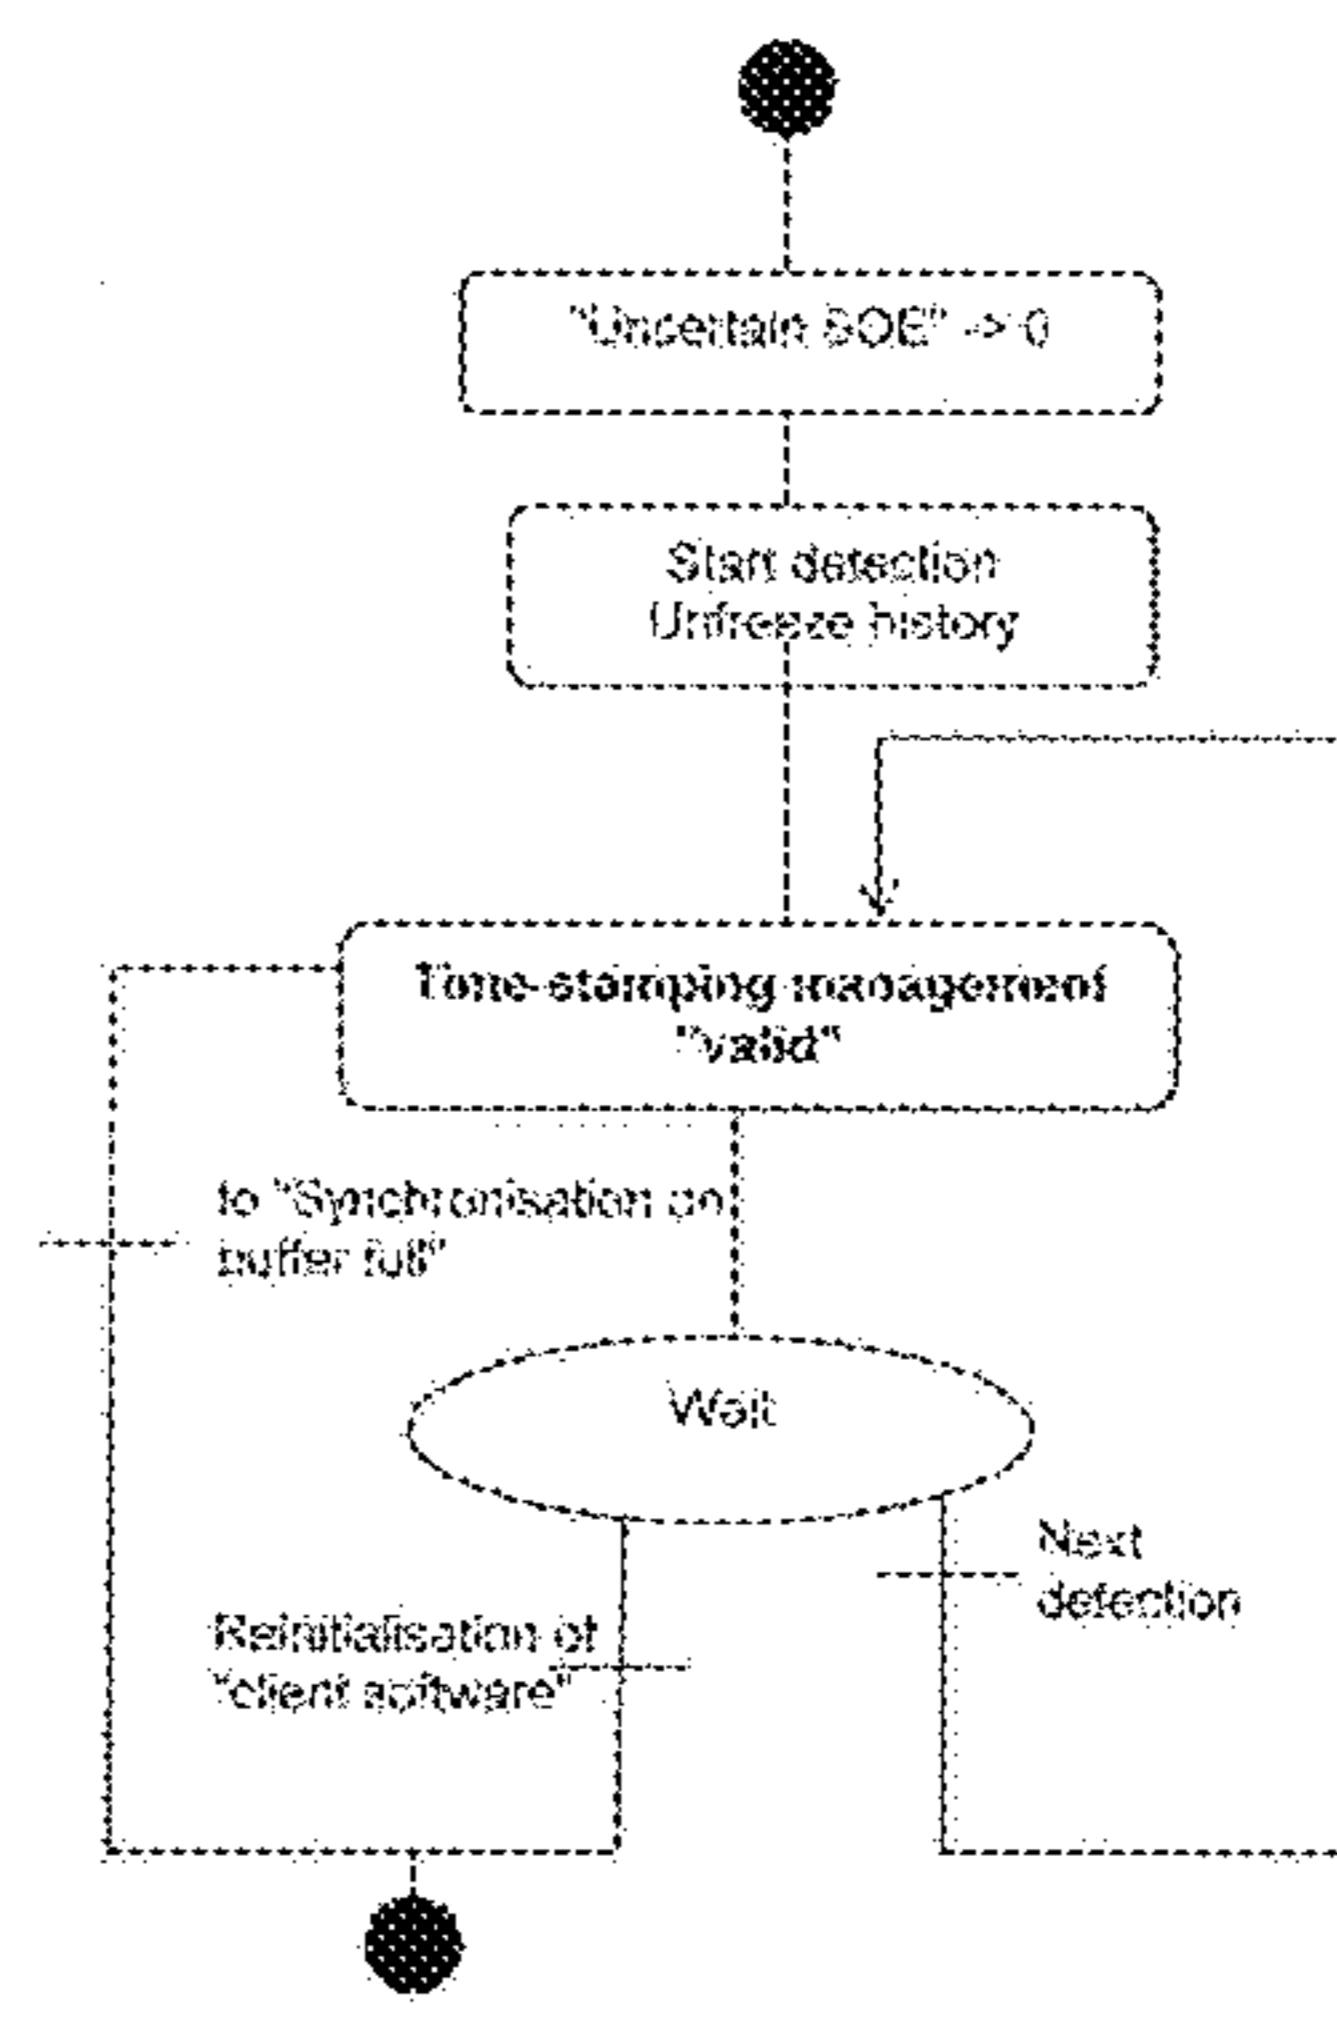 "Uncertain SOE" -> 0
Start detection
Unfreeze history
Time-stamping management
"valid"
to "Synchronisation on
buffer full"
Wait
Next
detection
Reinitialisation of
"client software"